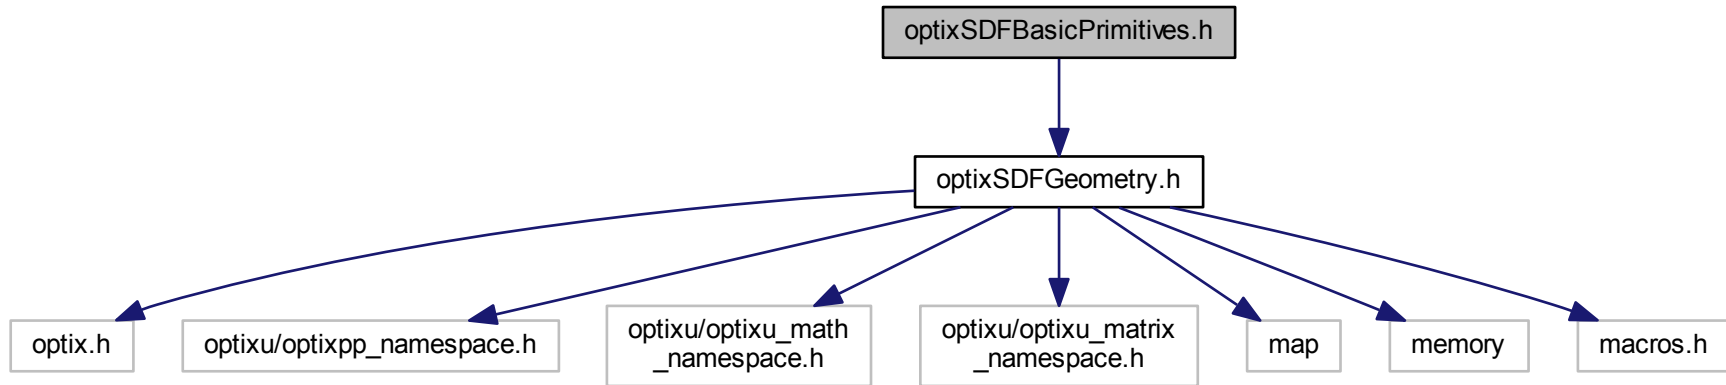 optixSDFBasicPrimitives.h
optixSDFGeometry.h
optix.h
optixu/optixpp_namespace.h
optixu/optixu_math
_namespace.h
optixu/optixu_matrix
_namespace.h
map
memory
macros.h